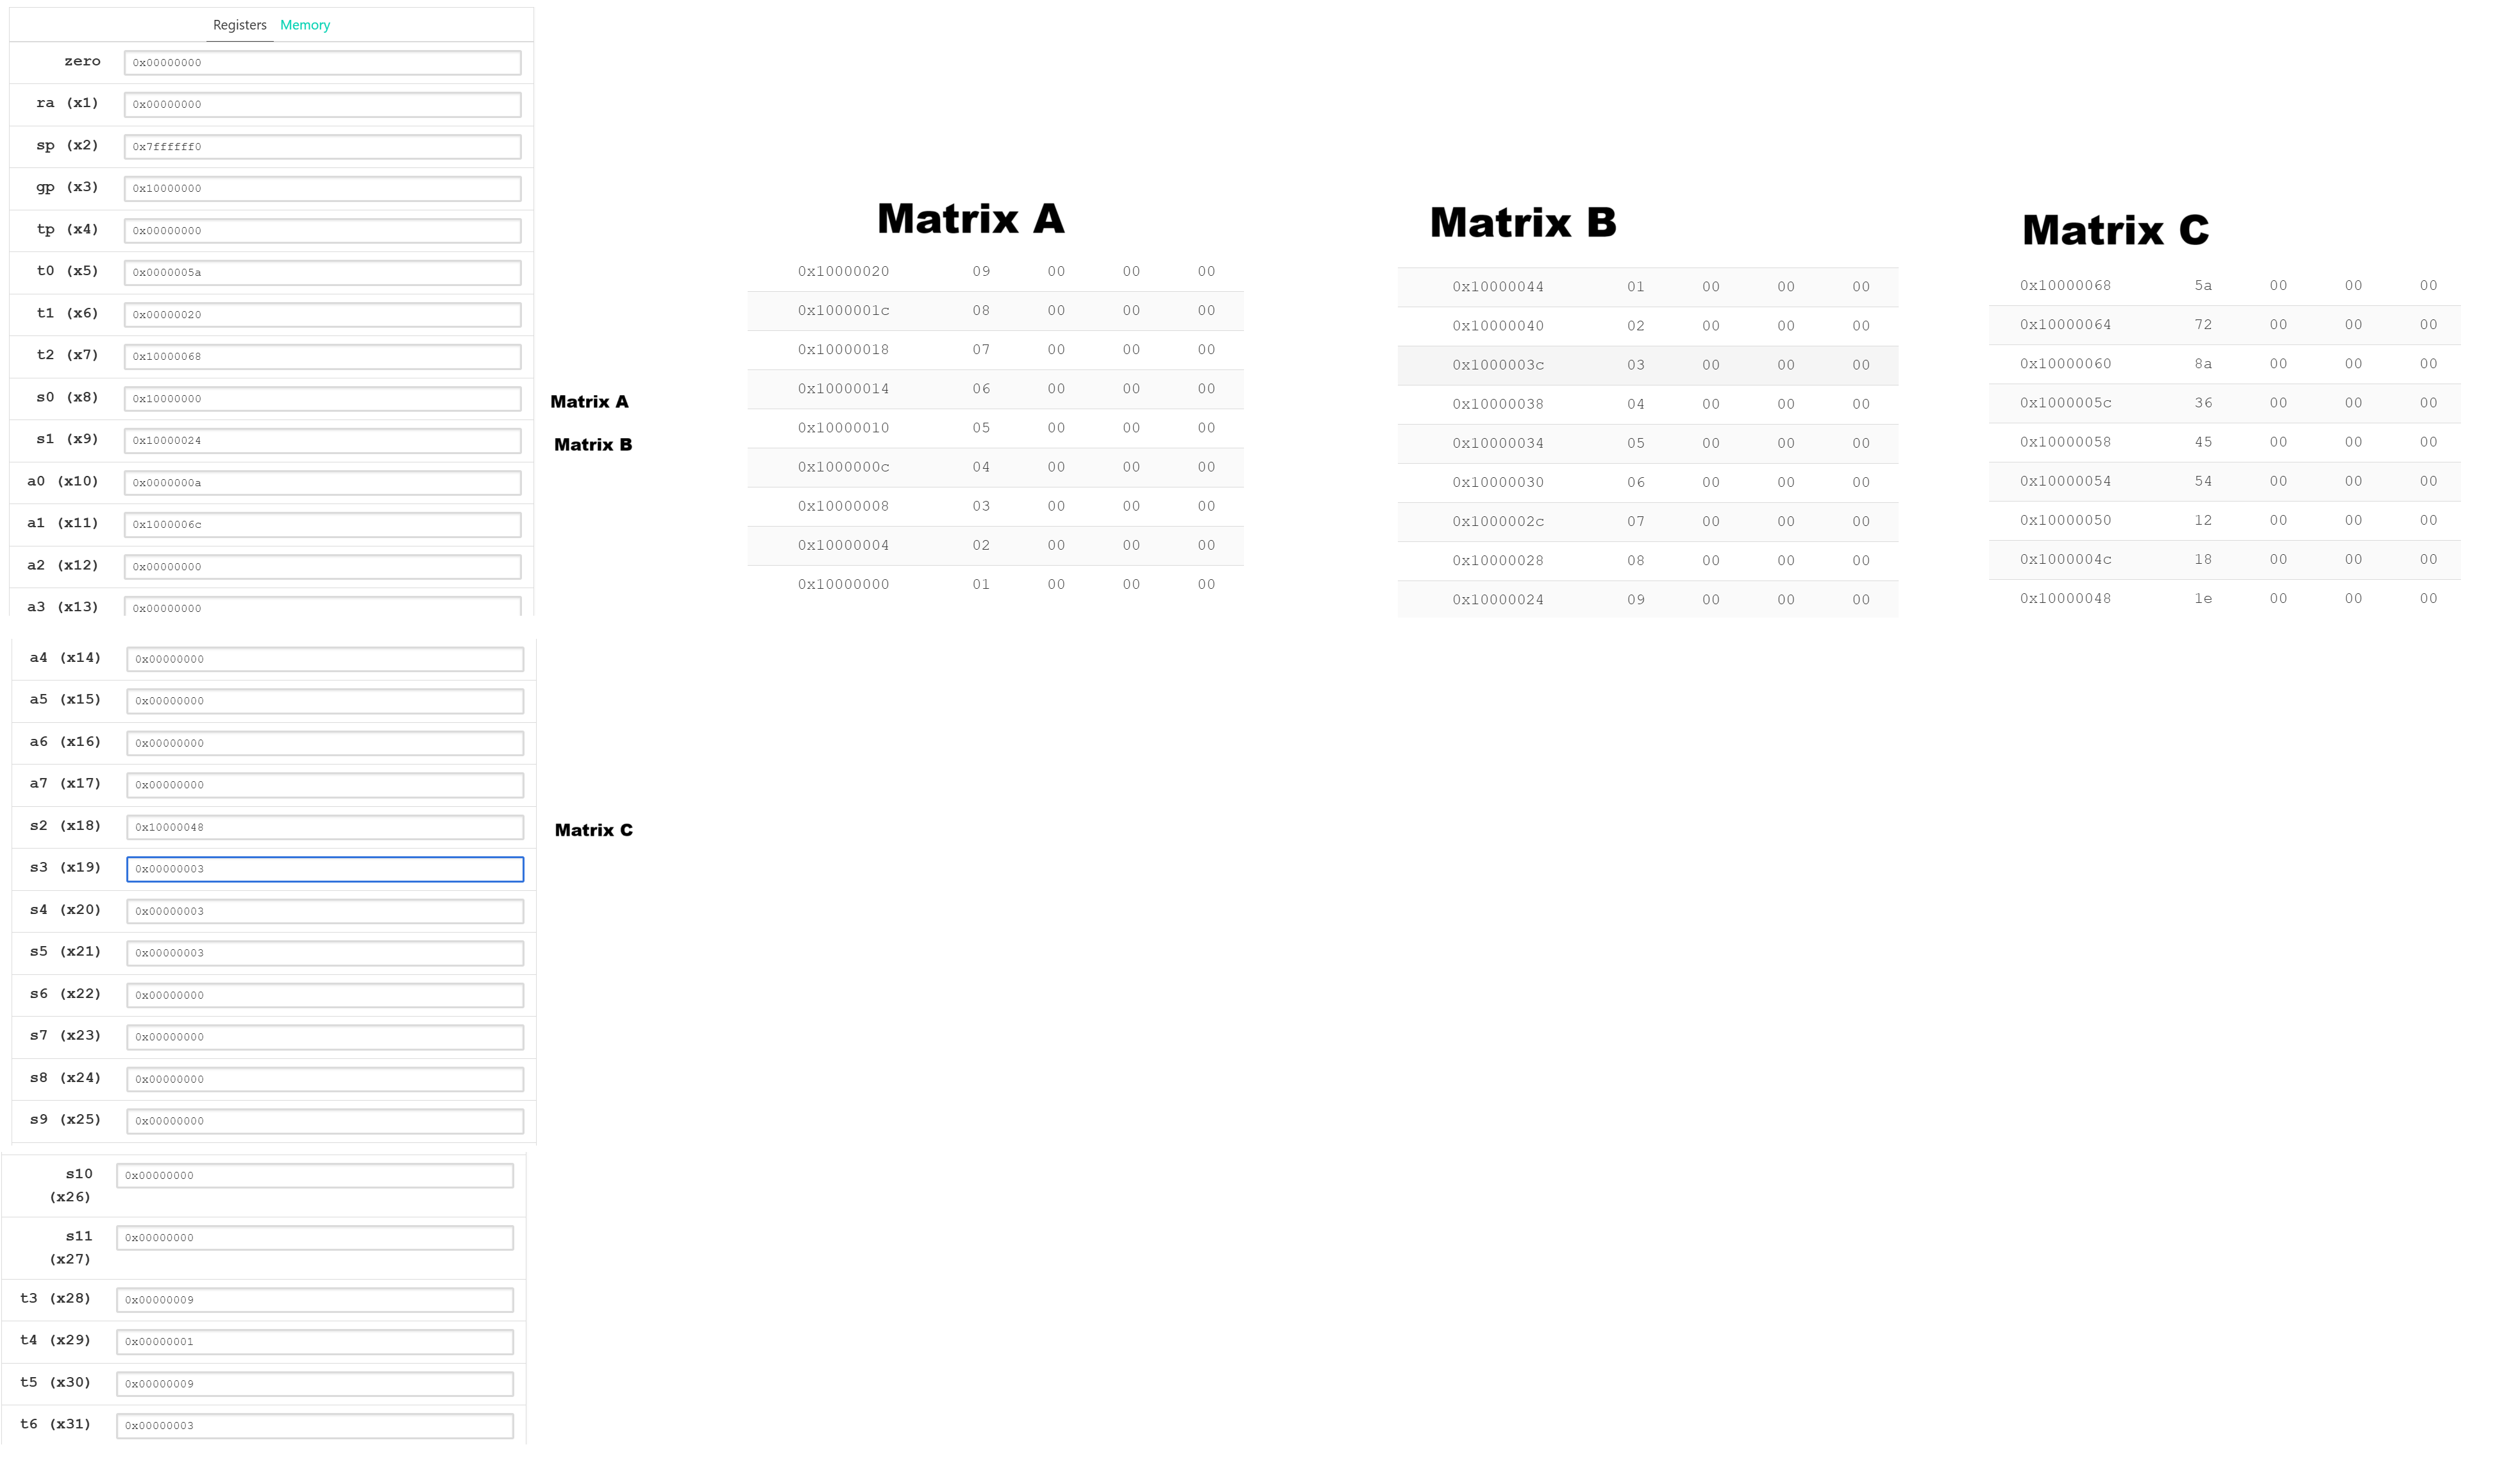 Registers Memory
zero 0x00000000
ra (x1) 0x00000000
sp (x2) 0x7ffffff0
gp (x3) 0x10000000
tp (x4) 0x00000000
t0 (x5) 0x0000005a
t1 (x6) 0x00000020
t2 (x7) 0x10000068
s0 (x8) 0x10000000 Matrix A
s1 (x9) 0x10000024 Matrix B
a0 (x10) 0x0000000a
a1 (x11) 0x1000006c
a2 (x12) 0x00000000
a3 (x13) 0x00000000
a4 (x14) 0x00000000
a5 (x15) 0x00000000
a6 (x16) 0x00000000
a7 (x17) 0x00000000
s2 (x18) 0x10000048 Matrix C
s3 (x19) 0x00000003
s4 (x20) 0x00000003
s5 (x21) 0x00000003
s6 (x22) 0x00000000
s7 (x23) 0x00000000
s8 (x24) 0x00000000
s9 (x25) 0x00000000
s10 0x00000000
(x26)
s11 0x00000000
(x27)
t3 (x28) 0x00000009
t4 (x29) 0x00000001
t5 (x30) 0x00000009
t6 (x31) 0x00000003
Matrix A
0x10000020 09 00 00 00
0x1000001c 08 00 00 00
0x10000018 07 00 00 00
0x10000014 06 00 00 00
0x10000010 05 00 00 00
0x1000000c 04 00 00 00
0x10000008 03 00 00 00
0x10000004 02 00 00 00
0x10000000 01 00 00 00
Matrix B
0x10000044 01 00 00 00
0x10000040 02 00 00 00
0x1000003c 03 00 00 00
0x10000038 04 00 00 00
0x10000034 05 00 00 00
0x10000030 06 00 00 00
0x1000002c 07 00 00 00
0x10000028 08 00 00 00
0x10000024 09 00 00 00
Matrix C
0x10000068 5a 00 00 00
0x10000064 72 00 00 00
0x10000060 8a 00 00 00
0x1000005c 36 00 00 00
0x10000058 45 00 00 00
0x10000054 54 00 00 00
0x10000050 12 00 00 00
0x1000004c 18 00 00 00
0x10000048 1e 00 00 00